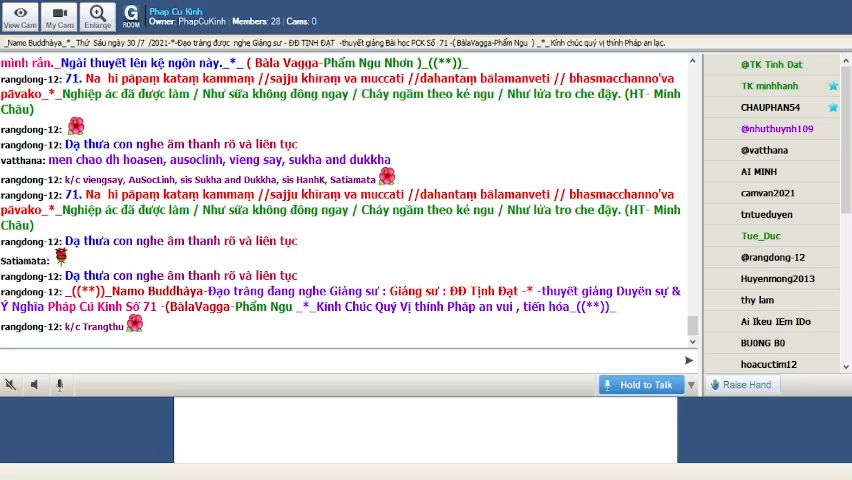 Phap Cu Kinh
Owner: PhapCuKinh | Members: 28 | Cams: 0
View Cam
My Cam
Enlarge
G
ROOM
_Namo Buddhàya_*_ Thứ Sáu ngày 30 /7 /2021-*-Đạo tràng được nghe Giảng sư - ĐĐ TỊNH ĐẠT -thuyết giảng Bài học PCK Số 71 -( BàlaVagga-Phẩm Ngu ) _*_ Kính chúc quý vị thính Pháp an lạc.
mình rắn._Ngài thuyết lên kệ ngôn này._*_ ( Bàla Vagga-Phẩm Ngu Nhơn )_((**))_
rangdong-12: 71. Na hi pāpaṃ kataṃ kammaṃ //sajju khīraṃ va muccati //dahantaṃ bālamanveti // bhasmacchanno'va
pāvako_*_Nghiệp ác đã được làm / Như sữa không đông ngay / Cháy ngầm theo kẻ ngu / Như lửa tro che đậy. (HT- Minh
Châu)
rangdong-12:
rangdong-12: Dạ thưa con nghe âm thanh rõ và liên tục
vatthana: men chao dh hoasen, ausoclinh, vieng say, sukha and dukkha
rangdong-12: k/c viengsay, AuSocLinh, sis Sukha and Dukkha, sis HanhK, Satiamata
rangdong-12: 71. Na hi pāpaṃ kataṃ kammaṃ //sajju khīraṃ va muccati //dahantaṃ bālamanveti // bhasmacchanno'va
pāvako_*_Nghiệp ác đã được làm / Như sữa không đông ngay / Cháy ngầm theo kẻ ngu / Như lửa tro che đậy. (HT- Minh
Châu)
rangdong-12: Dạ thưa con nghe âm thanh rõ và liên tục
Satiamata:
rangdong-12: Dạ thưa con nghe âm thanh rõ và liên tục
rangdong-12: _((**))_Namo Buddhàya-Đạo tràng đang nghe Giảng sư : Giảng sư : ĐĐ Tịnh Đạt -* -thuyết giảng Duyên sự &
Ý Nghĩa Pháp Cú Kinh Số 71 -(BàlaVagga-Phẩm Ngu _*_Kính Chúc Quý Vị thính Pháp an vui , tiến hóa_((**))_
rangdong-12: k/c Trangthu
@TK Tinh Dat
TK minhhanh
CHAUPHAN54
@nhuthuynh109
@vatthana
AI MINH
camvan2021
tntueduyen
Tue_Duc
@rangdong-12
Huyenmong2013
thy lam
Ai lkeu IEm IDo
BU0NG B0
hoacuctim12
Hold to Talk
Raise Hand